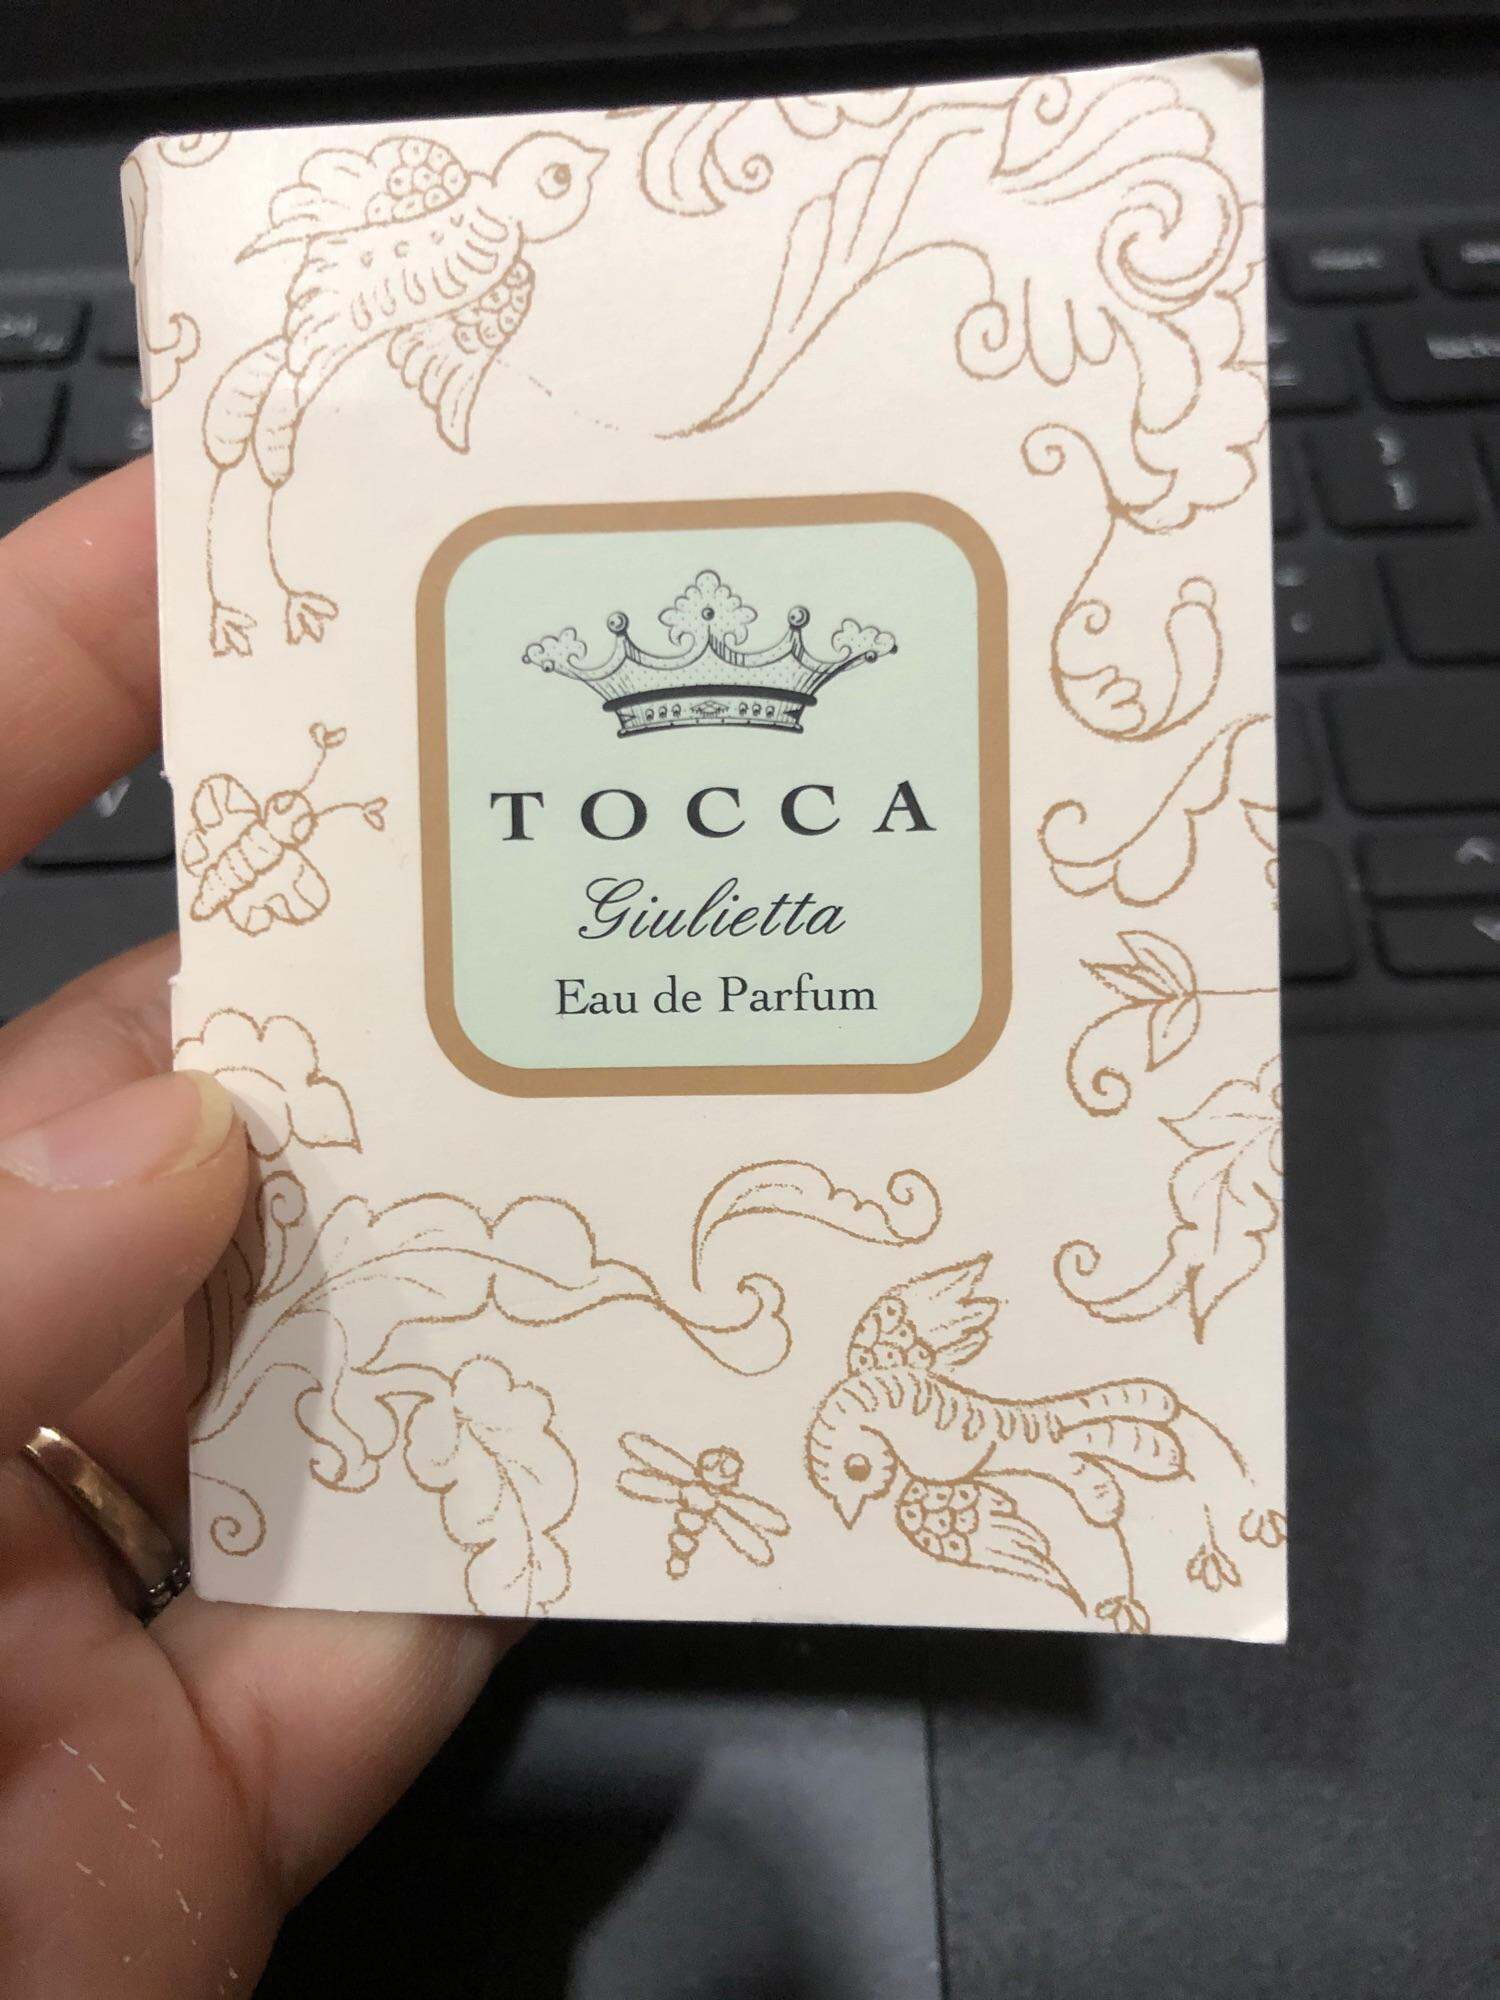 TOCCA
Giulietta
Eau de Parfum